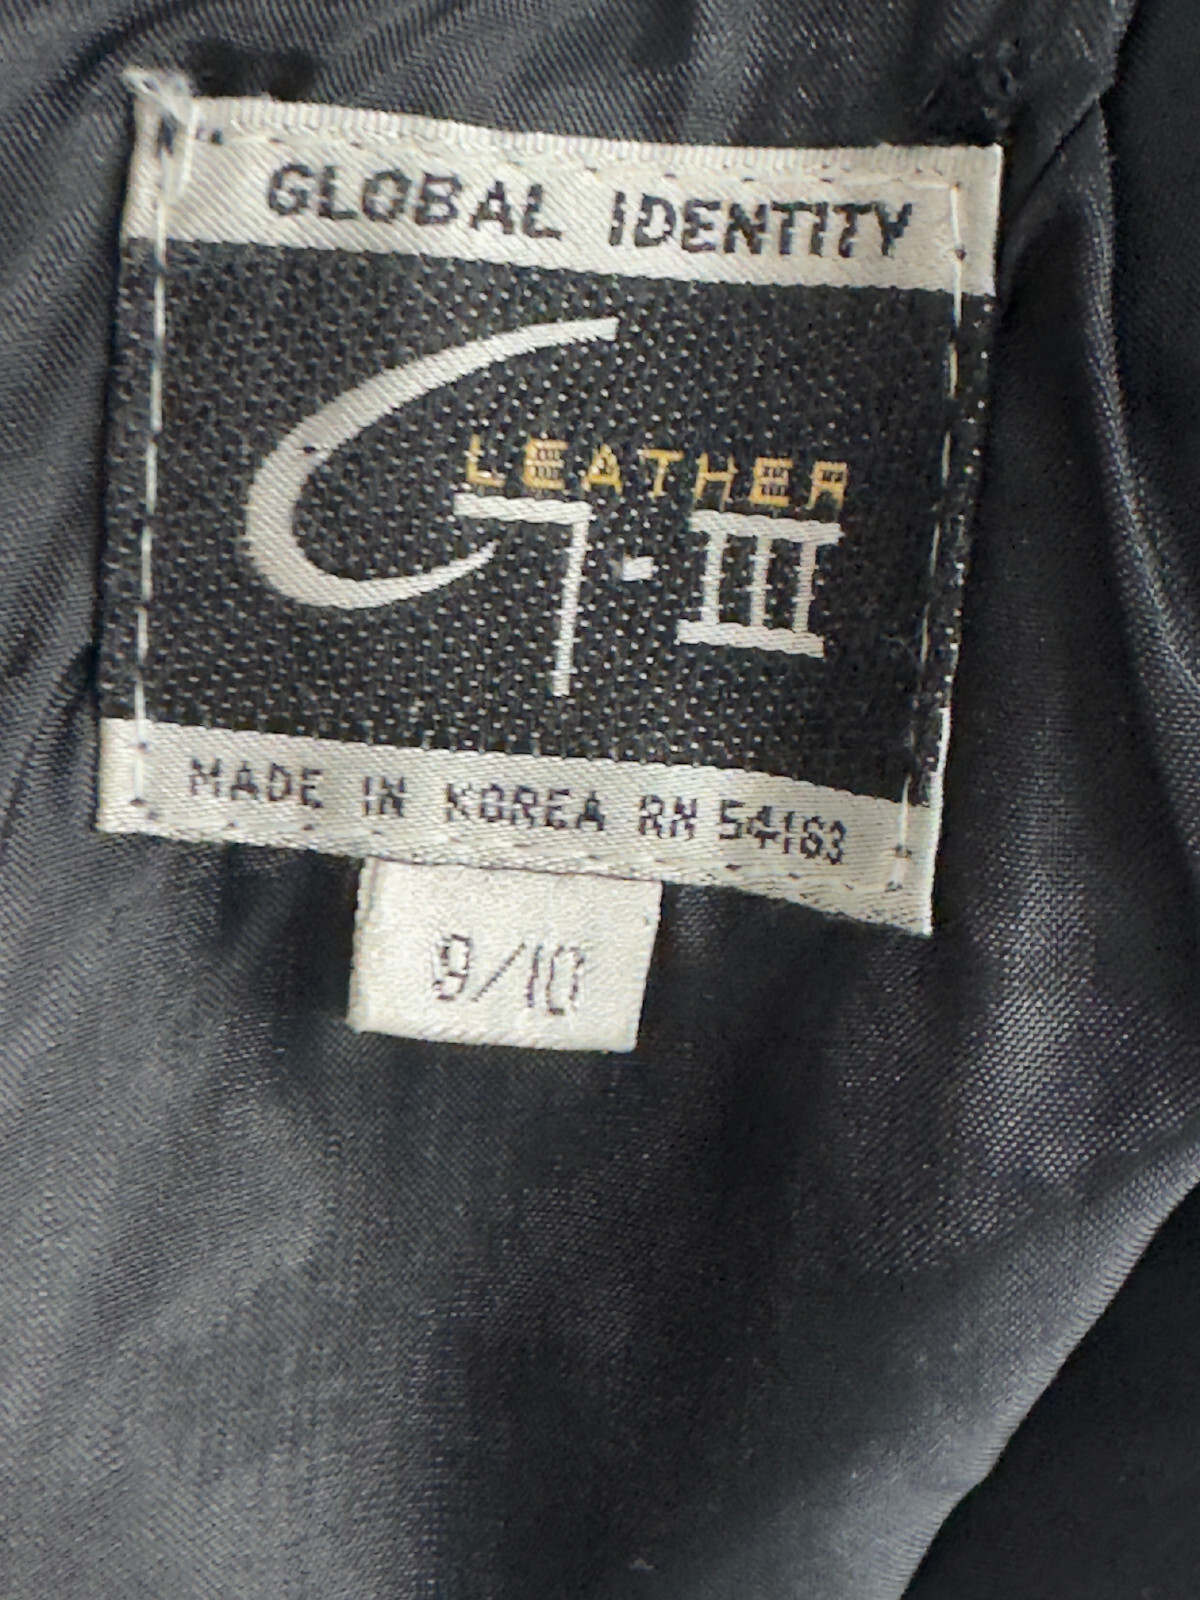 GLOBAL IDENTITY
LEATHER
G-III
MADE IN KOREA RN 54163
9/10